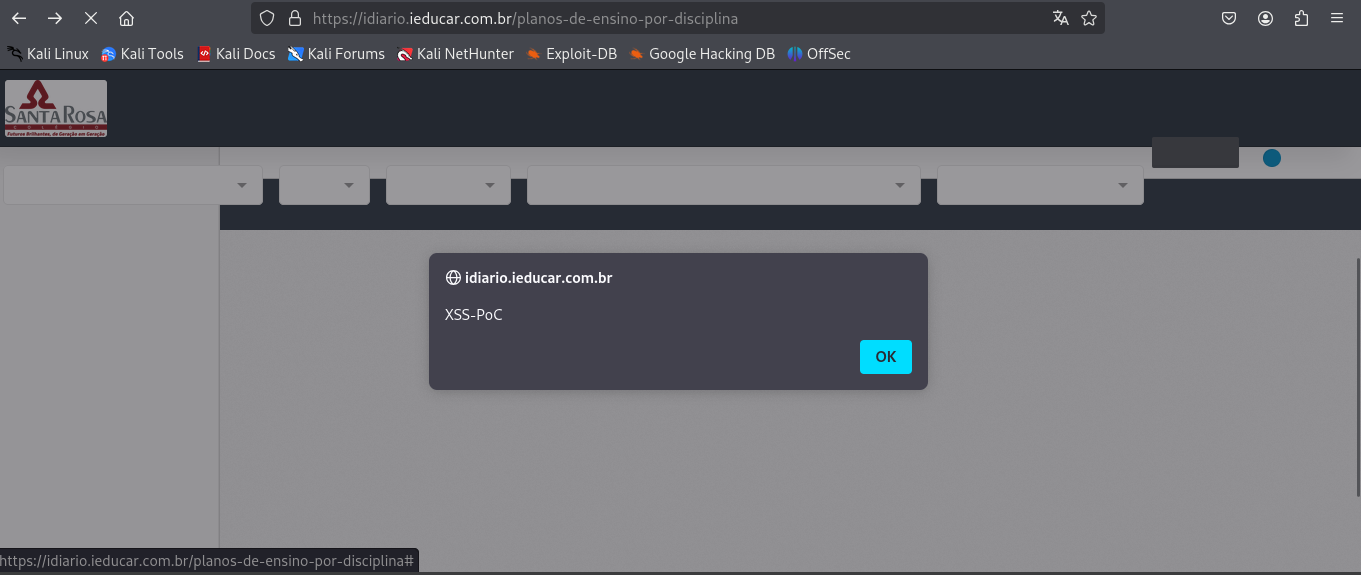 https://idiario.ieducar.com.br/planos-de-ensino-por-disciplina
Kali Linux Kali Tools Kali Docs Kali Forums Kali NetHunter Exploit-DB Google Hacking DB OffSec
SANTA ROSA
COLÉGIO
Futuros Brilhantes, de Geração em Geração
idiario.ieducar.com.br
XSS-PoC
OK
https://idiario.ieducar.com.br/planos-de-ensino-por-disciplina#